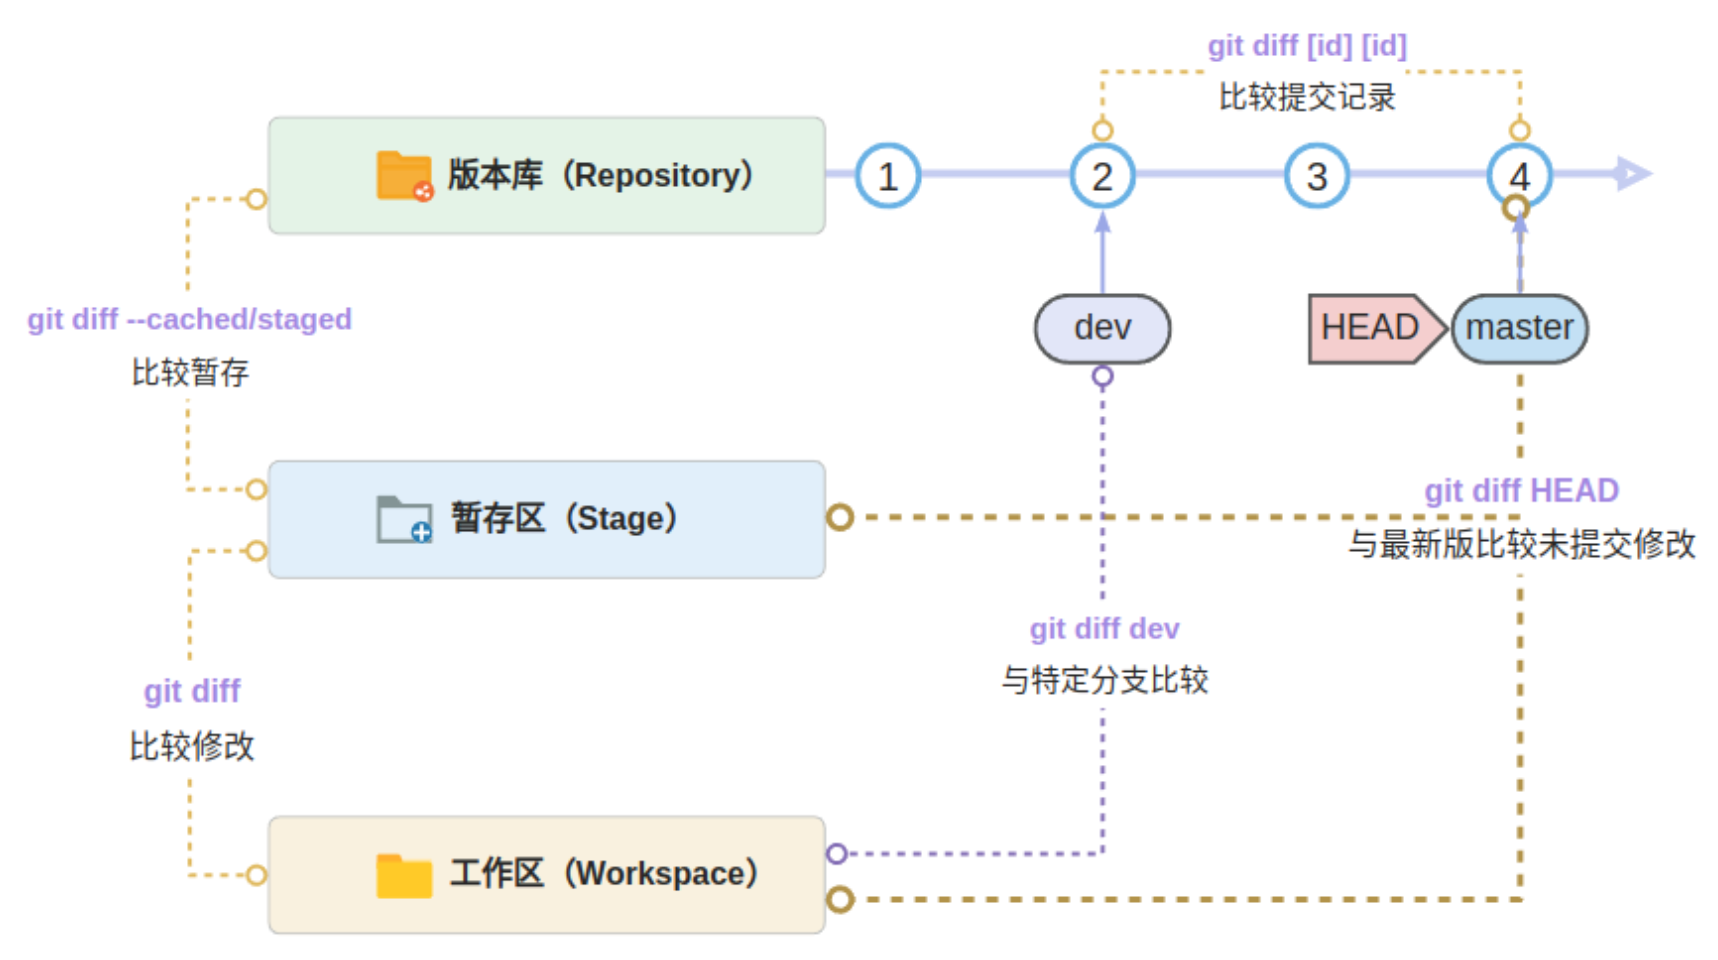 git diff [id] [id]
比较提交记录
版本库（Repository）
1
2
3
4
git diff --cached/staged
比较暂存
dev
HEAD
master
暂存区（Stage）
git diff HEAD
与最新版比较未提交修改
git diff dev
与特定分支比较
git diff
比较修改
工作区（Workspace）